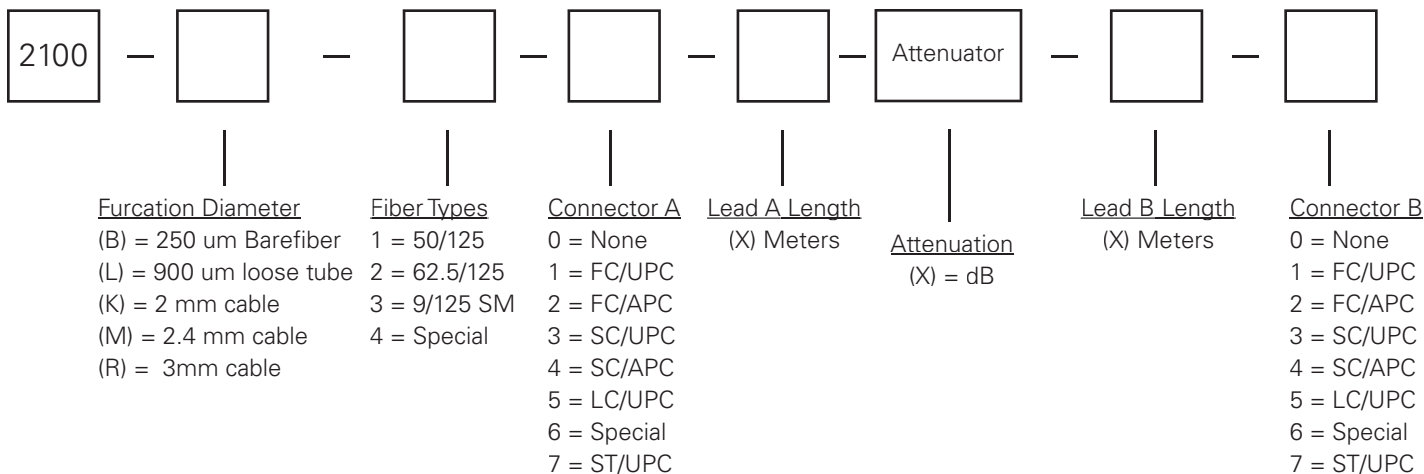 2100 — — — — — Attenuator — —
Furcation Diameter
(B) = 250 um Barefiber
(L) = 900 um loose tube
(K) = 2 mm cable
(M) = 2.4 mm cable
(R) = 3mm cable
Fiber Types
1 = 50/125
2 = 62.5/125
3 = 9/125 SM
4 = Special
Connector A
0 = None
1 = FC/UPC
2 = FC/APC
3 = SC/UPC
4 = SC/APC
5 = LC/UPC
6 = Special
7 = ST/UPC
Lead A Length
(X) Meters
Attenuation
(X) = dB
Lead B Length
(X) Meters
Connector B
0 = None
1 = FC/UPC
2 = FC/APC
3 = SC/UPC
4 = SC/APC
5 = LC/UPC
6 = Special
7 = ST/UPC